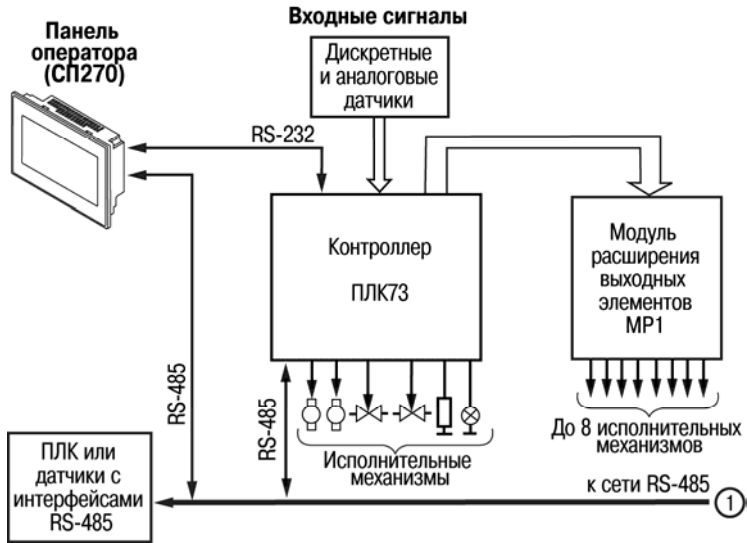 Входные сигналы
Панель
оператора
(СП270)
Дискретные
и аналоговые
датчики
RS-232
Контроллер
ПЛК73
Модуль
расширения
выходных
элементов
МР1
RS-485
RS-485
До 8 исполнительных
механизмов
Исполнительные
механизмы
ПЛК или
датчики с
интерфейсами
RS-485
к сети RS-485
1